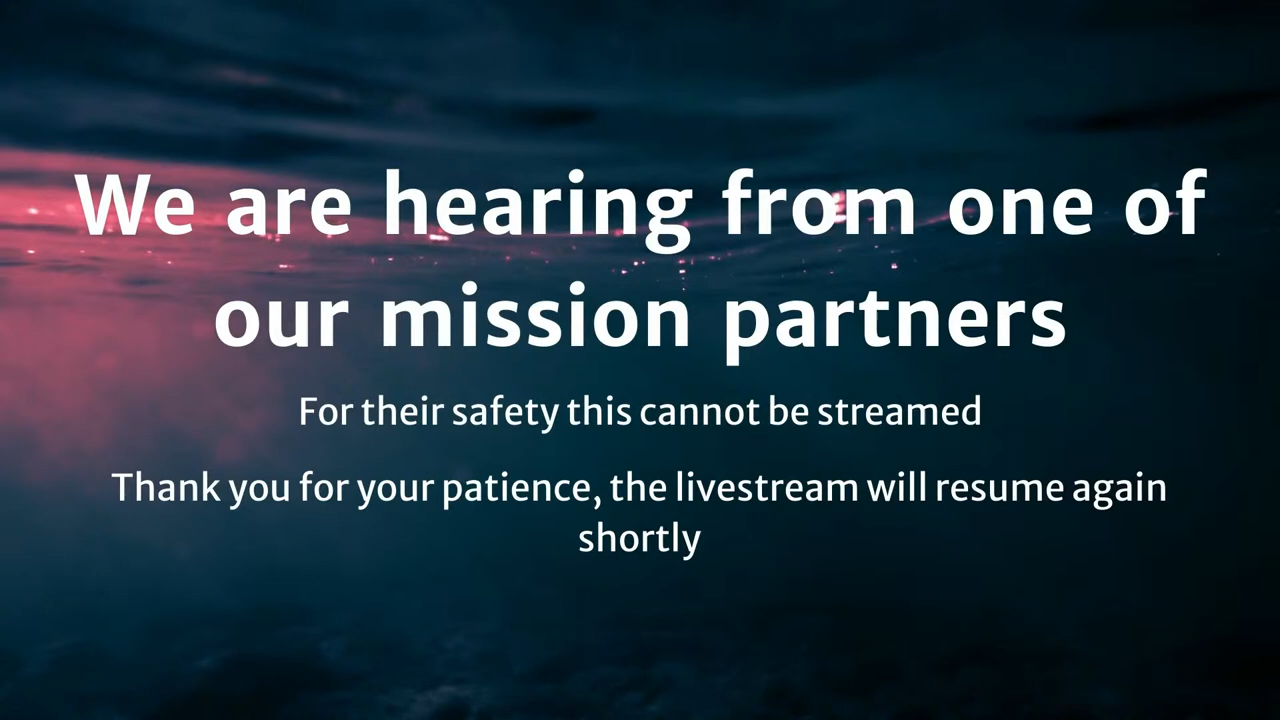 We are hearing from one of
our mission partners
For their safety this cannot be streamed
Thank you for your patience, the livestream will resume again
shortly